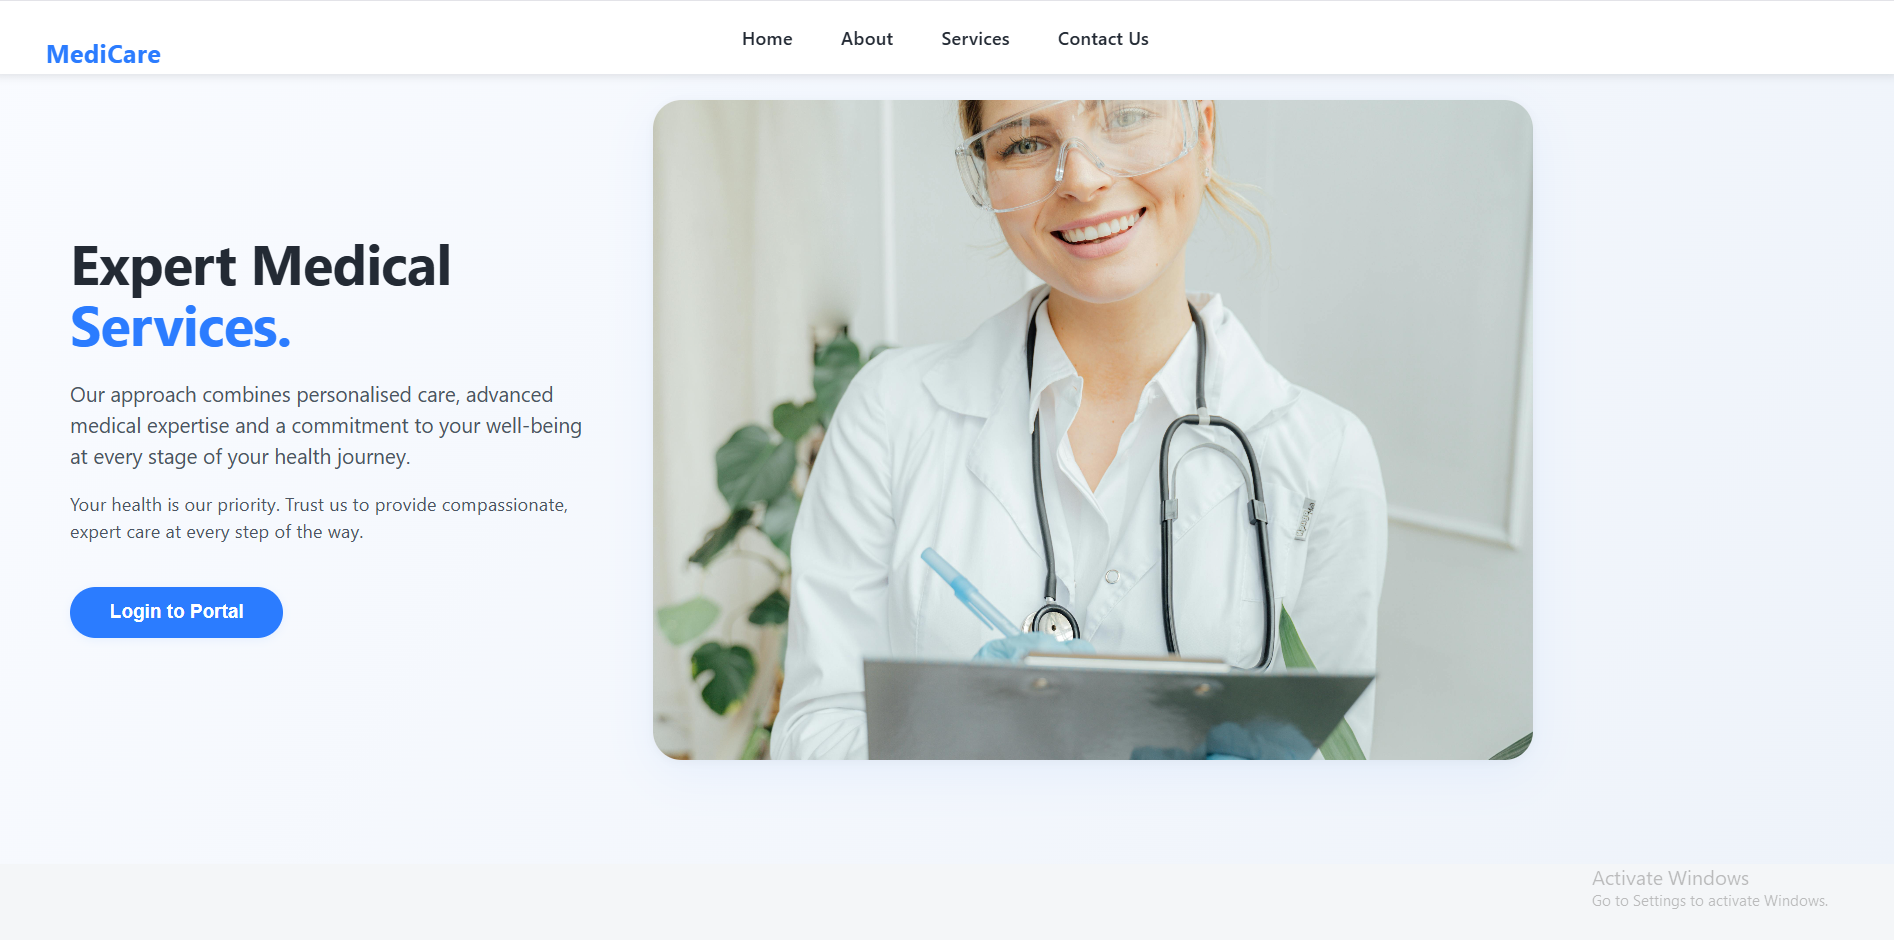 MediCare
Home About Services Contact Us
Expert Medical
Services.
Our approach combines personalised care, advanced
medical expertise and a commitment to your well-being
at every stage of your health journey.
Your health is our priority. Trust us to provide compassionate,
expert care at every step of the way.
Login to Portal
Activate Windows
Go to Settings to activate Windows.